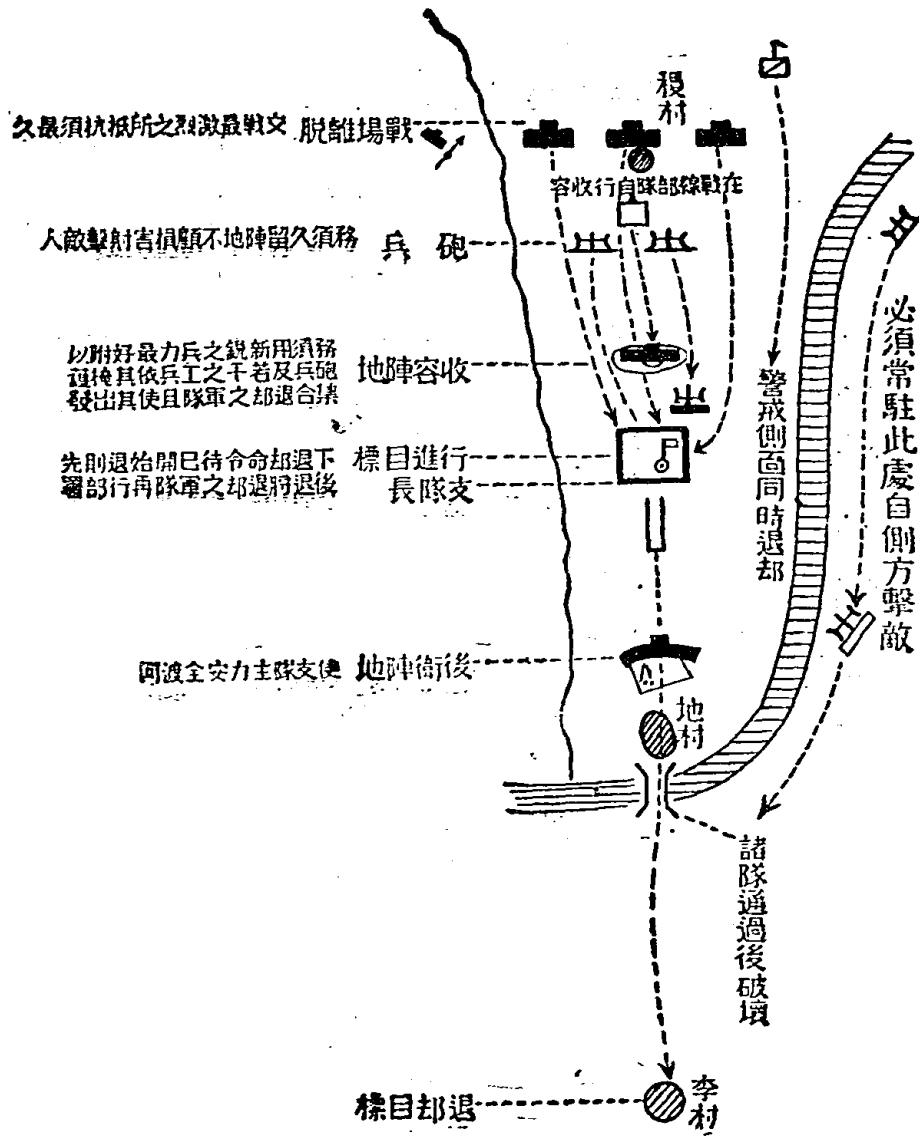 稷村
戰場離脫
交戰最激烈之所抵抗須最久
在戰線部隊自行收容
砲兵
務須久留陣地不顧損害射擊敵人
收容陣地
務須用新銳之兵力最好附以
砲兵及若干之工兵依其掩護
集合退却之軍隊且使其出發
行進目標
支隊長
下退却命令待巳開始退則先
後退將退却之軍隊再行部署
警戒側面同時退却
必須常駐此處自側方擊敵
後衛陣地
使支隊主力安全渡阿
地村
諸隊通過後破壞
退却目標
李村